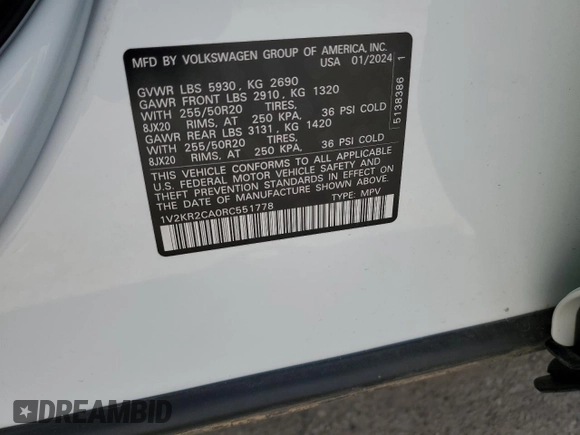 MFD BY VOLKSWAGEN GROUP OF AMERICA, INC.
USA 01/2024
GVWR LBS 5930, KG 2690
GAWR FRONT LBS 2910, KG 1320
WITH 255/50R20 TIRES,
8JX20 RIMS, AT 250 KPA, 36 PSI COLD
GAWR REAR LBS 3131, KG 1420
WITH 255/50R20 TIRES,
8JX20 RIMS, AT 250 KPA. 36 PSI COLD
THIS VEHICLE CONFORMS TO ALL APPLICABLE
U.S. FEDERAL MOTOR VEHICLE SAFETY AND
THEFT PREVENTION STANDARDS IN EFFECT ON
THE DATE OF MANUFACTURE SHOWN ABOVE.
1V2KR2CA0RC551778 TYPE: MPV
5138386 1
DREAMBID